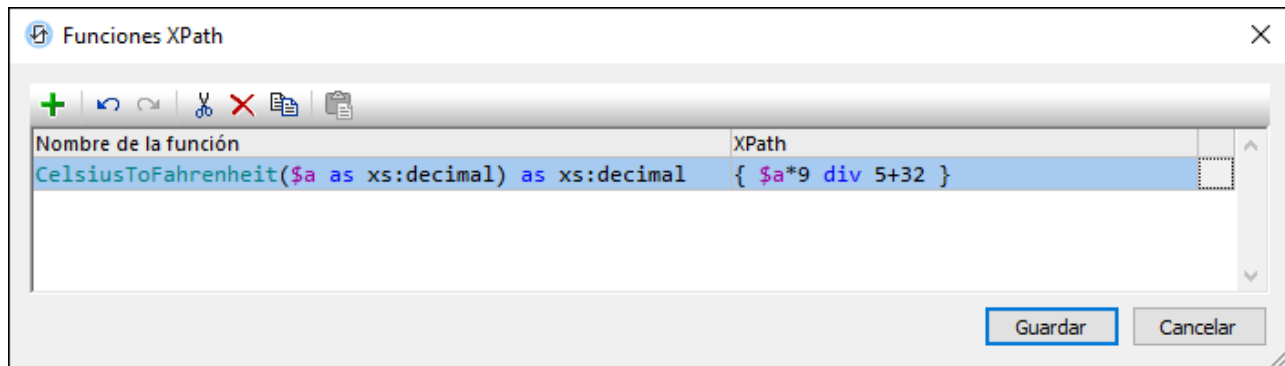 Funciones XPath
Nombre de la función XPath
CelsiusToFahrenheit($a as xs:decimal) as xs:decimal { $a*9 div 5+32 }
Guardar Cancelar